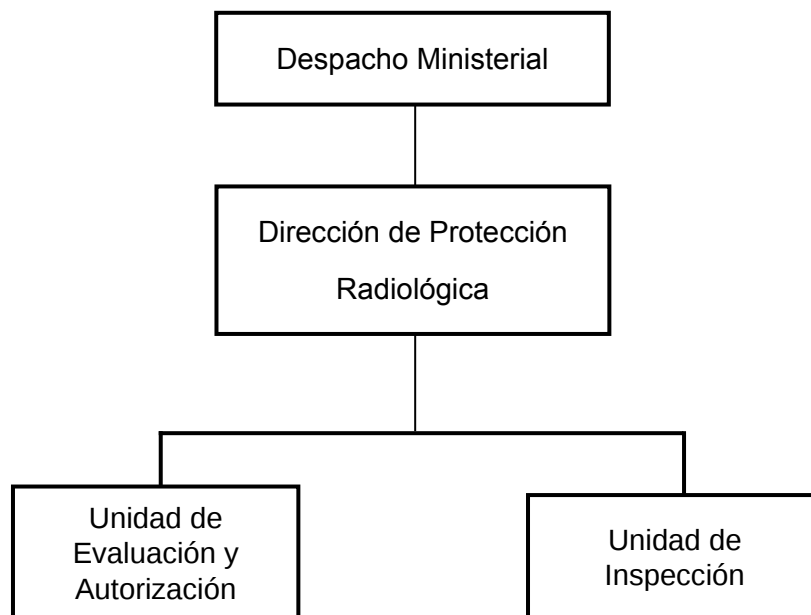 Despacho Ministerial
Dirección de Protección
Radiológica
Unidad de
Evaluación y
Autorización
Unidad de
Inspección